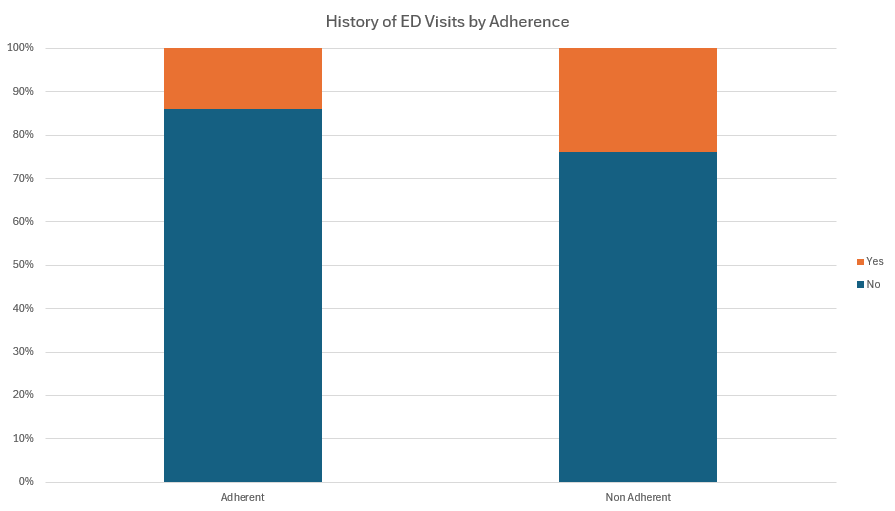 History of ED Visits by Adherence
100%
90%
80%
70%
60%
50%
40%
30%
20%
10%
0%
Adherent
Non Adherent
Yes
No